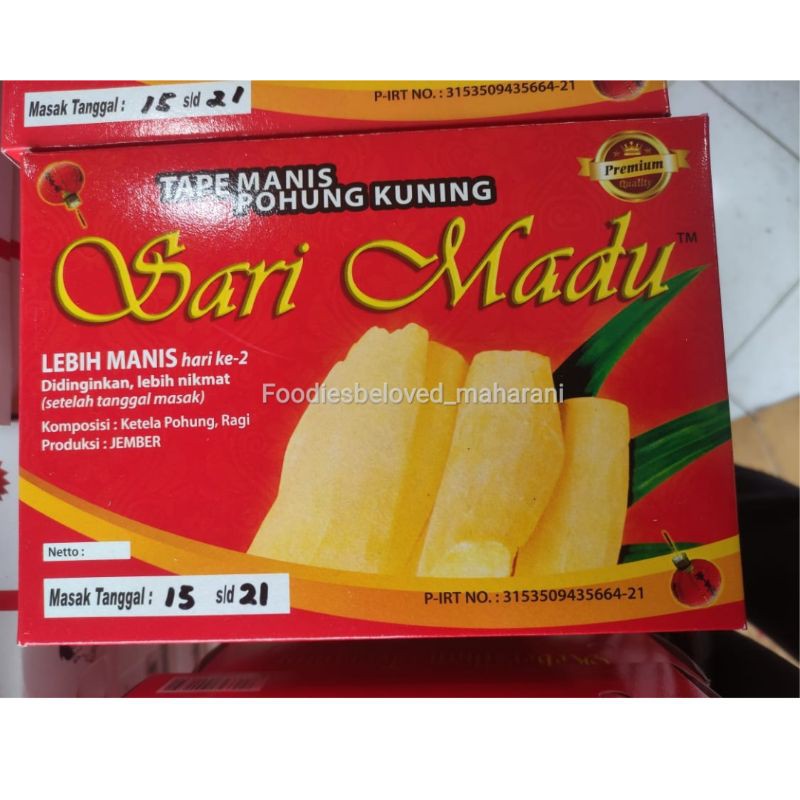 Masak Tanggal : 15 s/d 21
P-IRT NO. : 3153509435664-21
Premium
Quality
TAPE MANIS
POHUNG KUNING
Sari Madu TM
LEBIH MANIS hari ke-2
Didinginkan, lebih nikmat
(setelah tanggal masak)
Foodiesbeloved_maharani
Komposisi : Ketela Pohung, Ragi
Produksi : JEMBER
Netto :
Masak Tanggal : 15 s/d 21
P-IRT NO. : 3153509435664-21